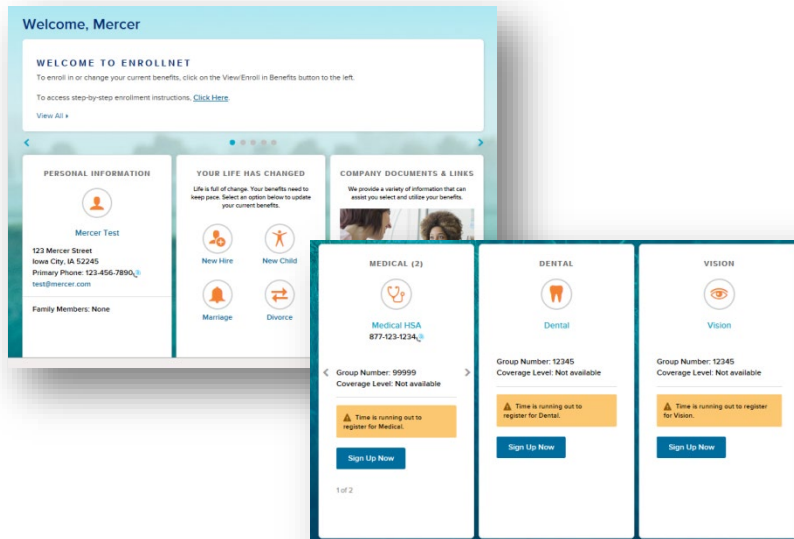 Welcome, Mercer
WELCOME TO ENROLLNET
To enroll in or change your current benefits, click on the View/Enroll in Benefits button to the left.
To access step-by-step enrollment instructions, Click Here.
View All
PERSONAL INFORMATION
Mercer Test
123 Mercer Street
Iowa City, IA 52245
Primary Phone: 123-456-7890
test@mercer.com
Family Members: None
YOUR LIFE HAS CHANGED
Life is full of change. Your benefits need to
keep pace. Select an option below to update
your current benefits.
New Hire
New Child
Marriage
Divorce
COMPANY DOCUMENTS & LINKS
We provide a variety of information that can
assist you select and utilize your benefits.
MEDICAL (2)
Medical HSA
877-123-1234
Group Number: 99999
Coverage Level: Not available
Time is running out to
register for Medical.
Sign Up Now
1 of 2
DENTAL
Dental
Group Number: 12345
Coverage Level: Not available
Time is running out to
register for Dental.
Sign Up Now
VISION
Vision
Group Number: 12345
Coverage Level: Not available
Time is running out to register
for Vision.
Sign Up Now